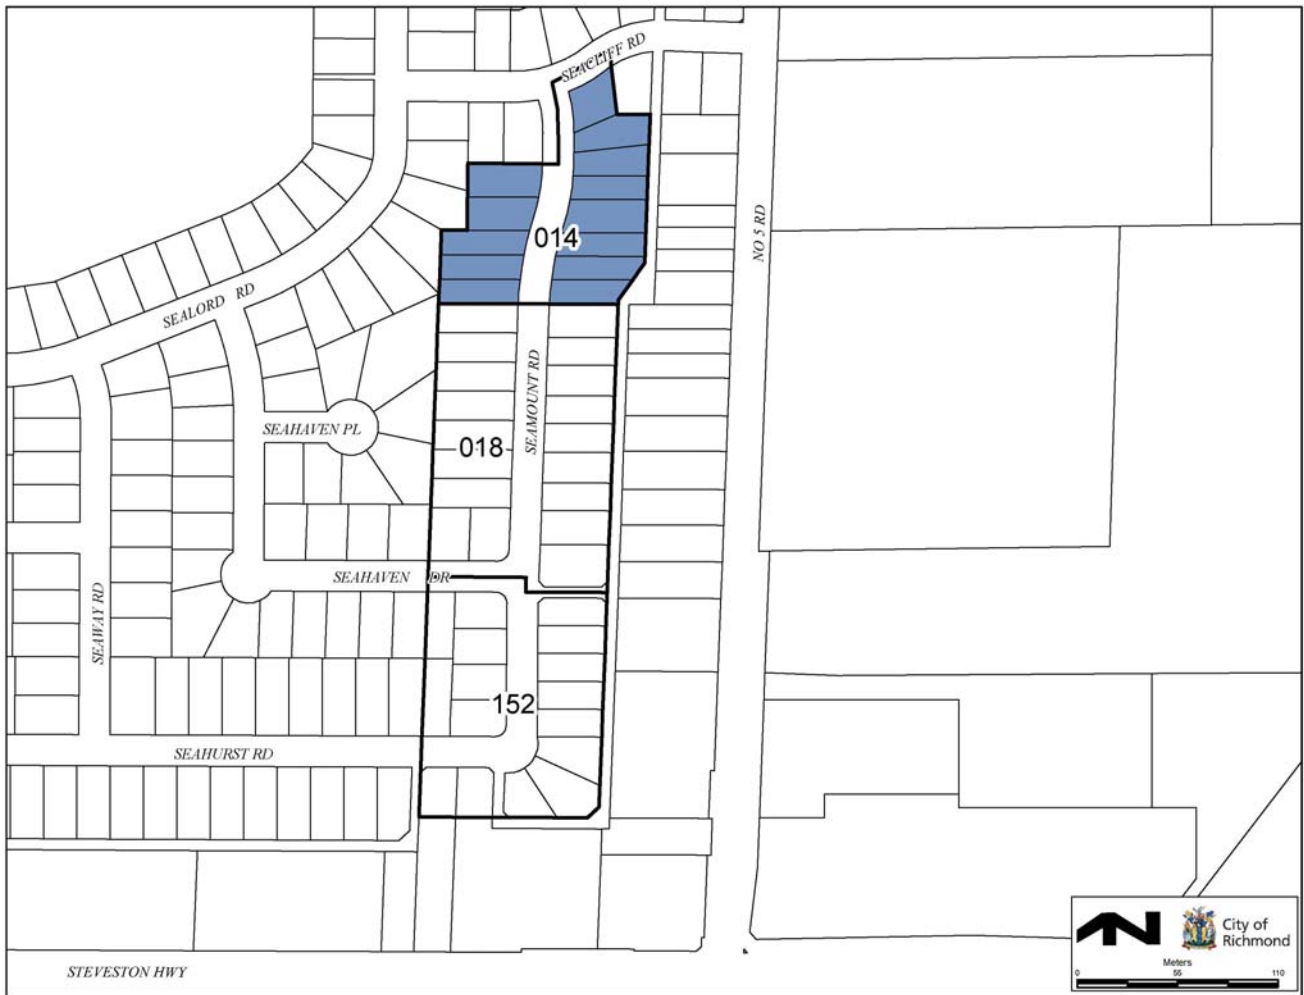 SEACLIFF RD
NO 5 RD
014
SEALORD RD
SEAMOUNT RD
SEAHAVEN PL
018
SEAHAVEN DR
SEAWAY RD
152
SEAHURST RD
STEVESTON HWY
City of
Richmond
Meters
0 55 110